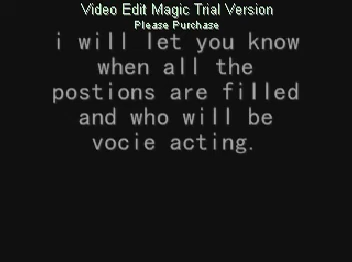 Video Edit Magic Trial Version
Please Purchase
i will let you know
when all the
postions are filled
and who will be
vocie acting.